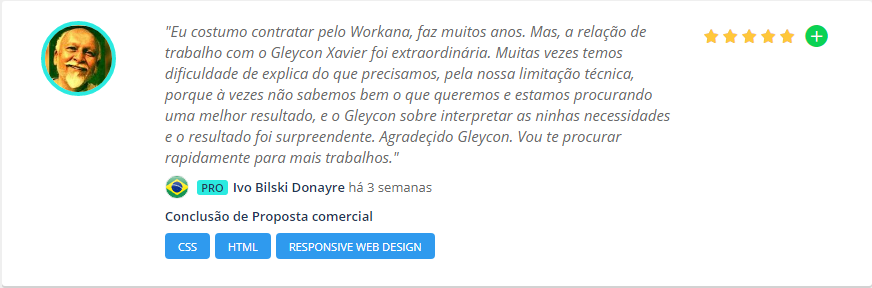 "Eu costumo contratar pelo Workana, faz muitos anos. Mas, a relação de
trabalho com o Gleycon Xavier foi extraordinária. Muitas vezes temos
dificuldade de explica do que precisamos, pela nossa limitação técnica,
porque à vezes não sabemos bem o que queremos e estamos procurando
uma melhor resultado, e o Gleycon sobre interpretar as ninhas necessidades
e o resultado foi surpreendente. Agradeçido Gleycon. Vou te procurar
rapidamente para mais trabalhos."
PRO Ivo Bilski Donayre há 3 semanas
Conclusão de Proposta comercial
CSS HTML RESPONSIVE WEB DESIGN